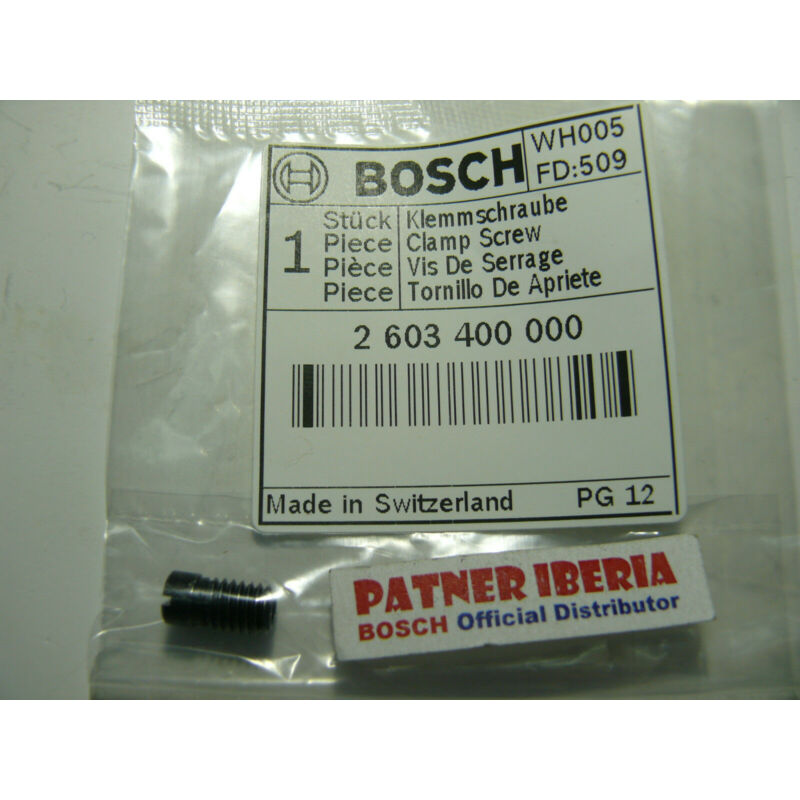 BOSCH
WH005
FD:509
1
Stück Klemmschraube
Piece Clamp Screw
Pièce Vis De Serrage
Piece Tornillo De Apriete
2 603 400 000
Made in Switzerland PG 12
PATNER IBERIA
BOSCH Official Distributor